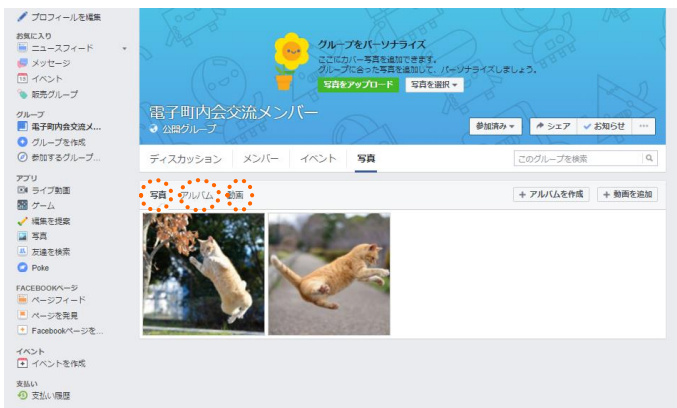 プロフィールを編集
お気に入り
ニュースフィード
メッセージ
13 イベント
販売グループ
グループ
電子町内会交流メ...
グループを作成
参加するグループ...
アプリ
ライブ動画
ゲーム
編集を提案
写真
友達を検索
Poke
FACEBOOKページ
ページフィード
ページを発見
Facebookページを...
イベント
イベントを作成
支払い
支払い履歴
グループをパーソナライズ
ここにカバー写真を追加できます。
グループに合った写真を追加して、パーソナライズしましょう。
写真をアップロード 写真を選択
電子町内会交流メンバー
公開グループ
参加済み シェア お知らせ ...
ディスカッション メンバー イベント 写真 このグループを検索
写真 アルバム 動画 + アルバムを作成 + 動画を追加